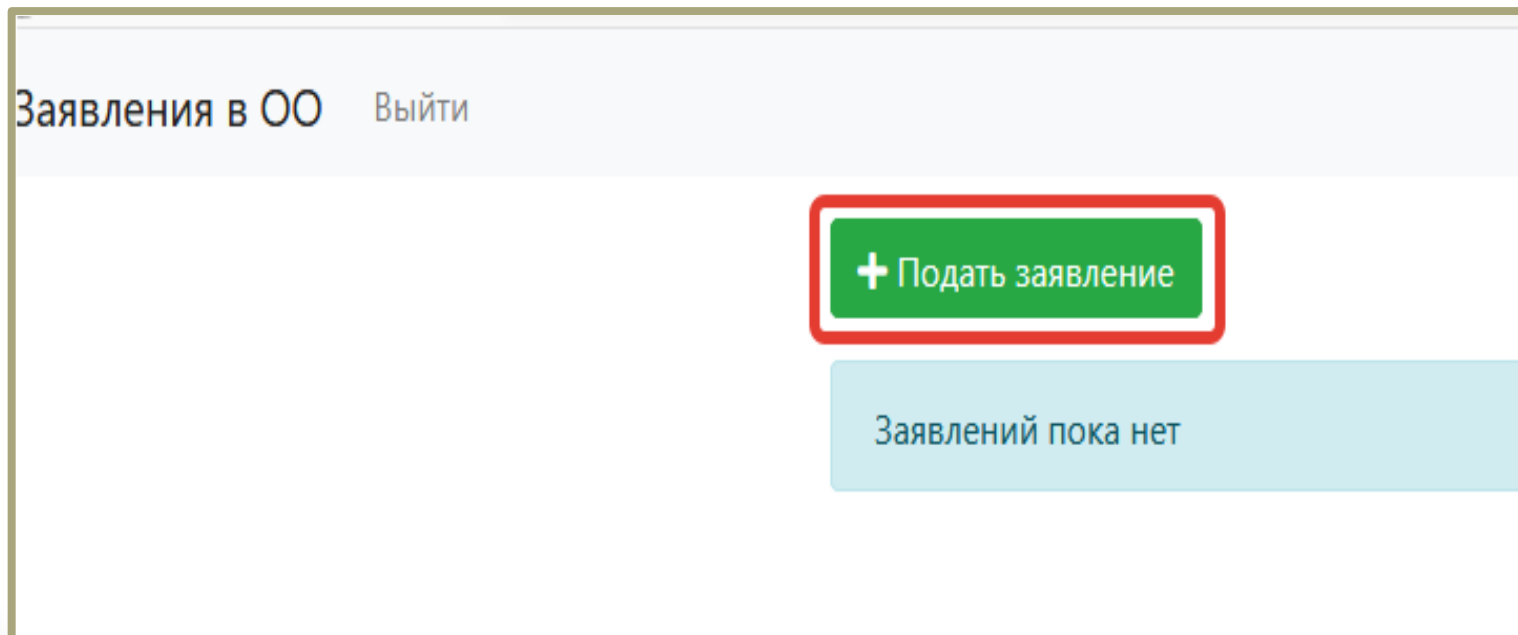 Заявления в ОО Выйти
+ Подать заявление
Заявлений пока нет